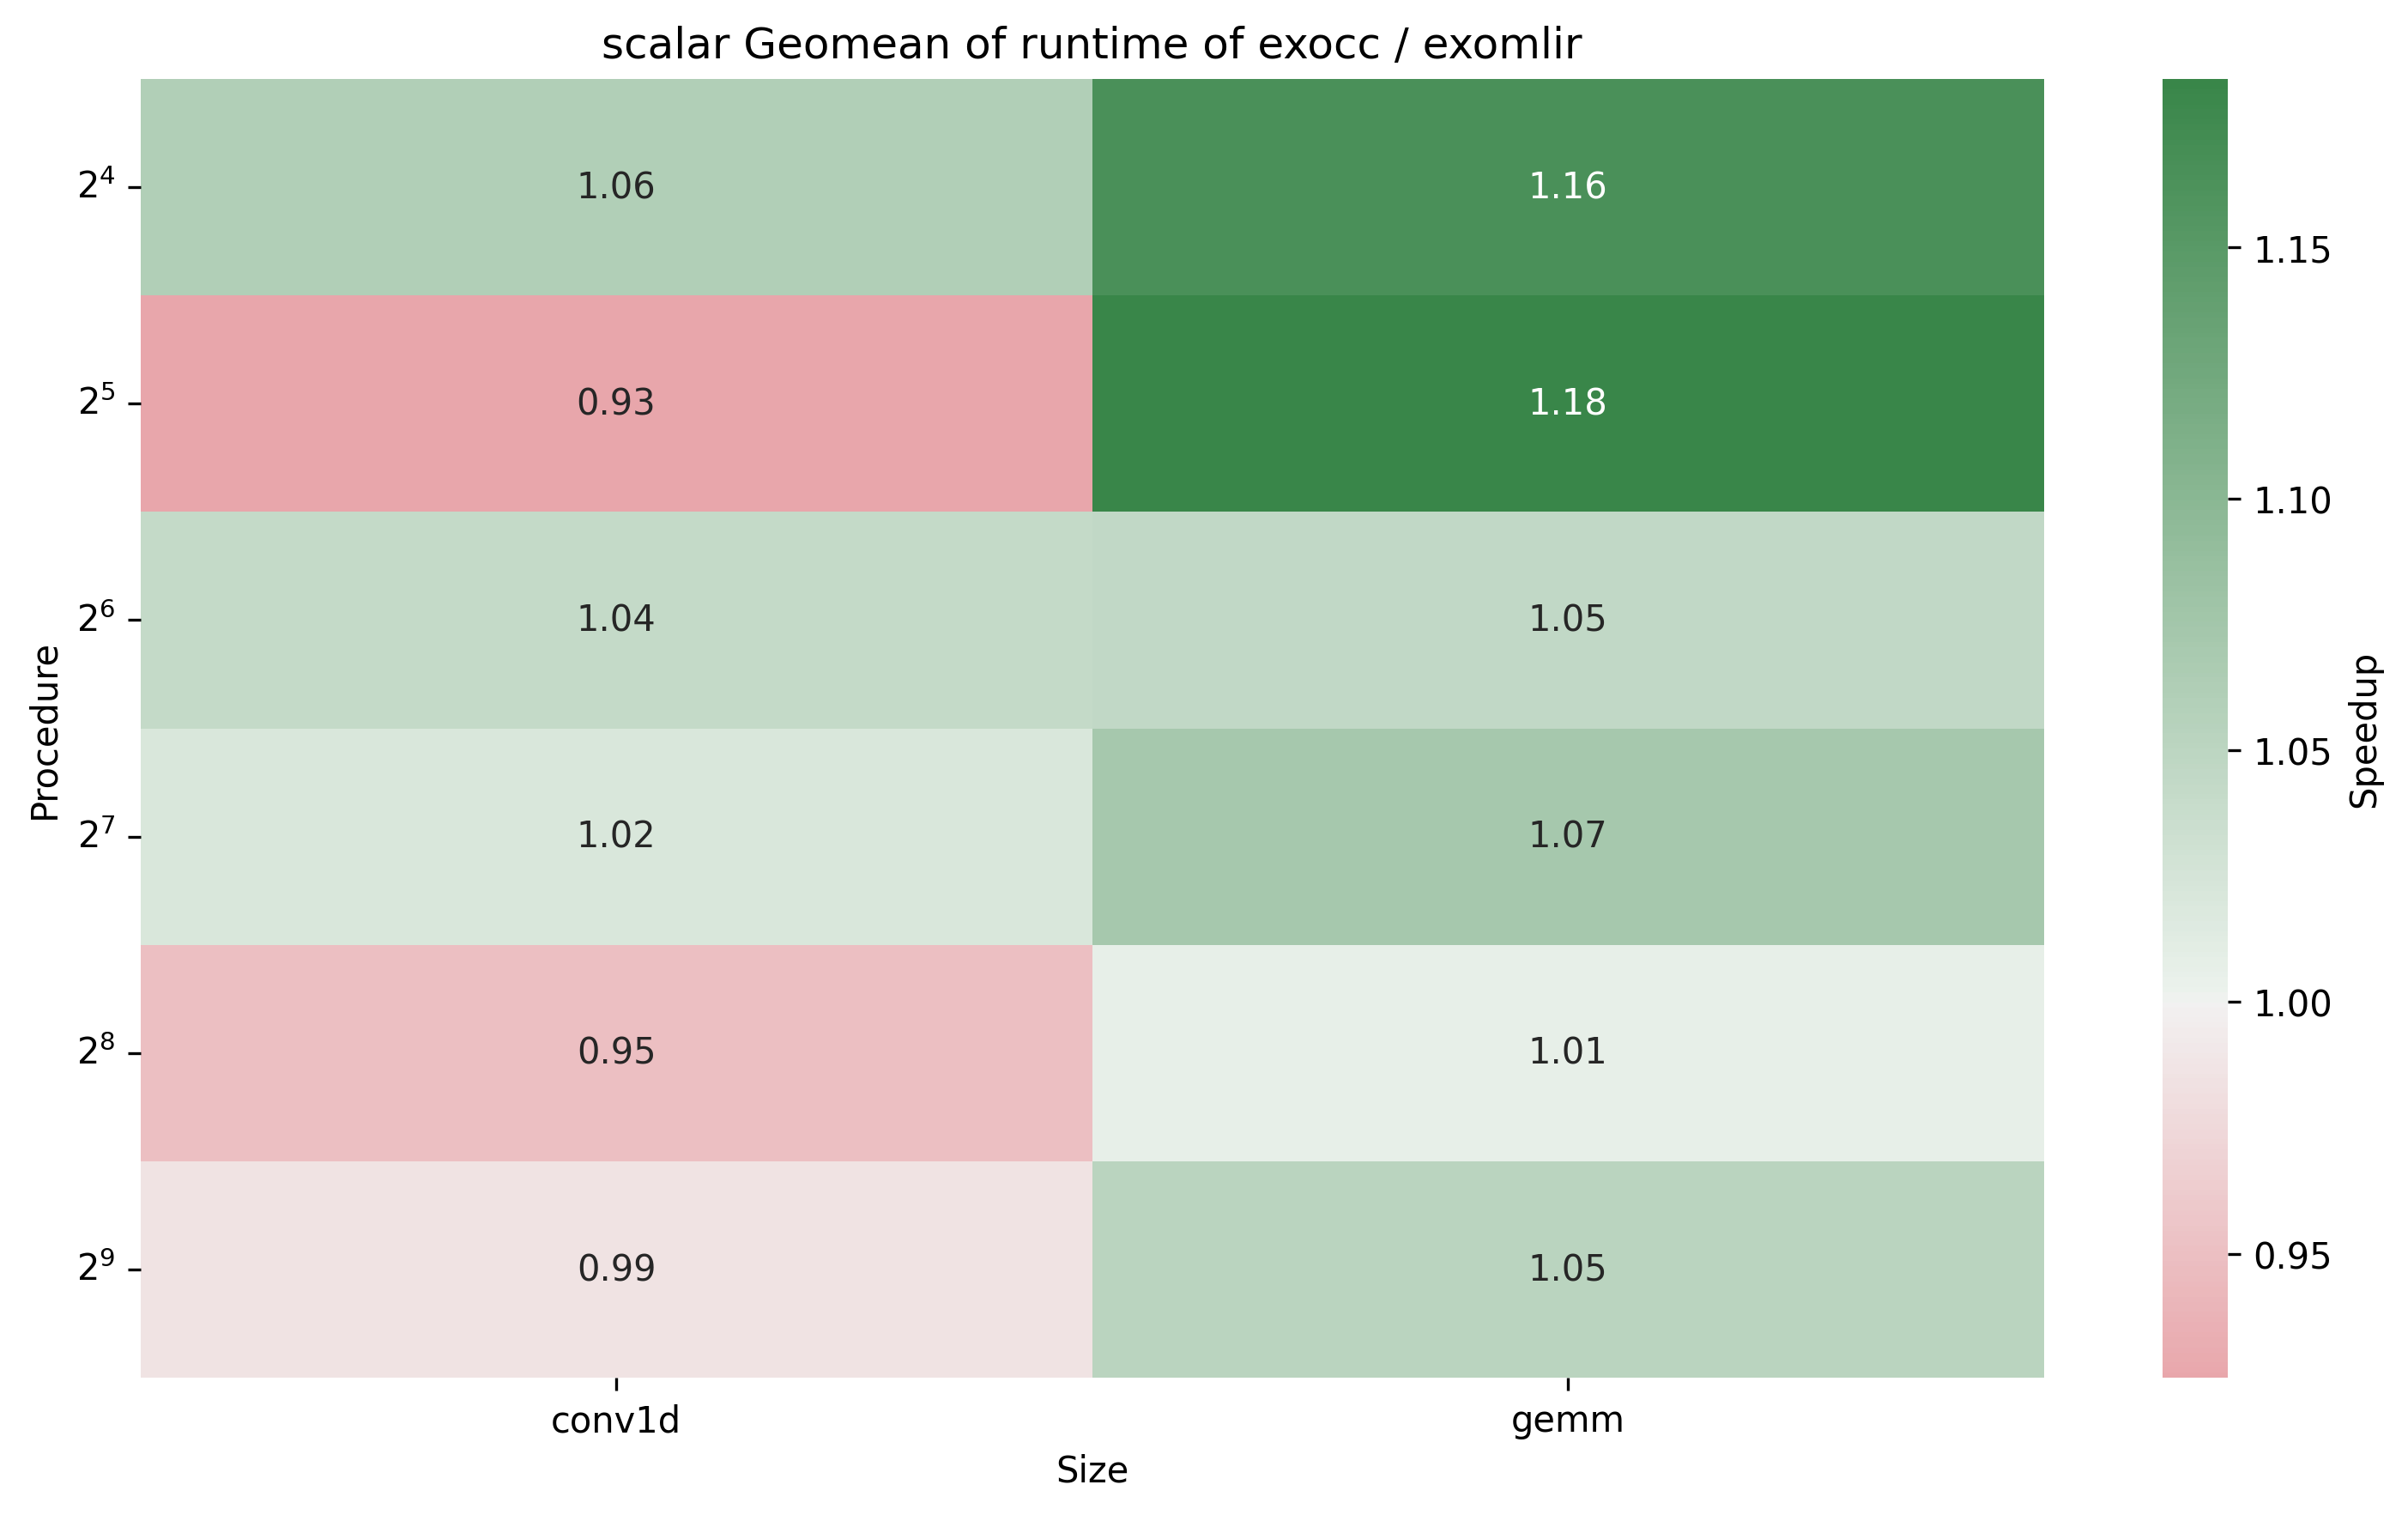 scalar Geomean of runtime of exocc / exomlir
Procedure
2⁴ 1.06 1.16
2⁵ 0.93 1.18
2⁶ 1.04 1.05
2⁷ 1.02 1.07
2⁸ 0.95 1.01
2⁹ 0.99 1.05
conv1d gemm
Size
1.15
1.10
1.05
1.00
0.95
Speedup